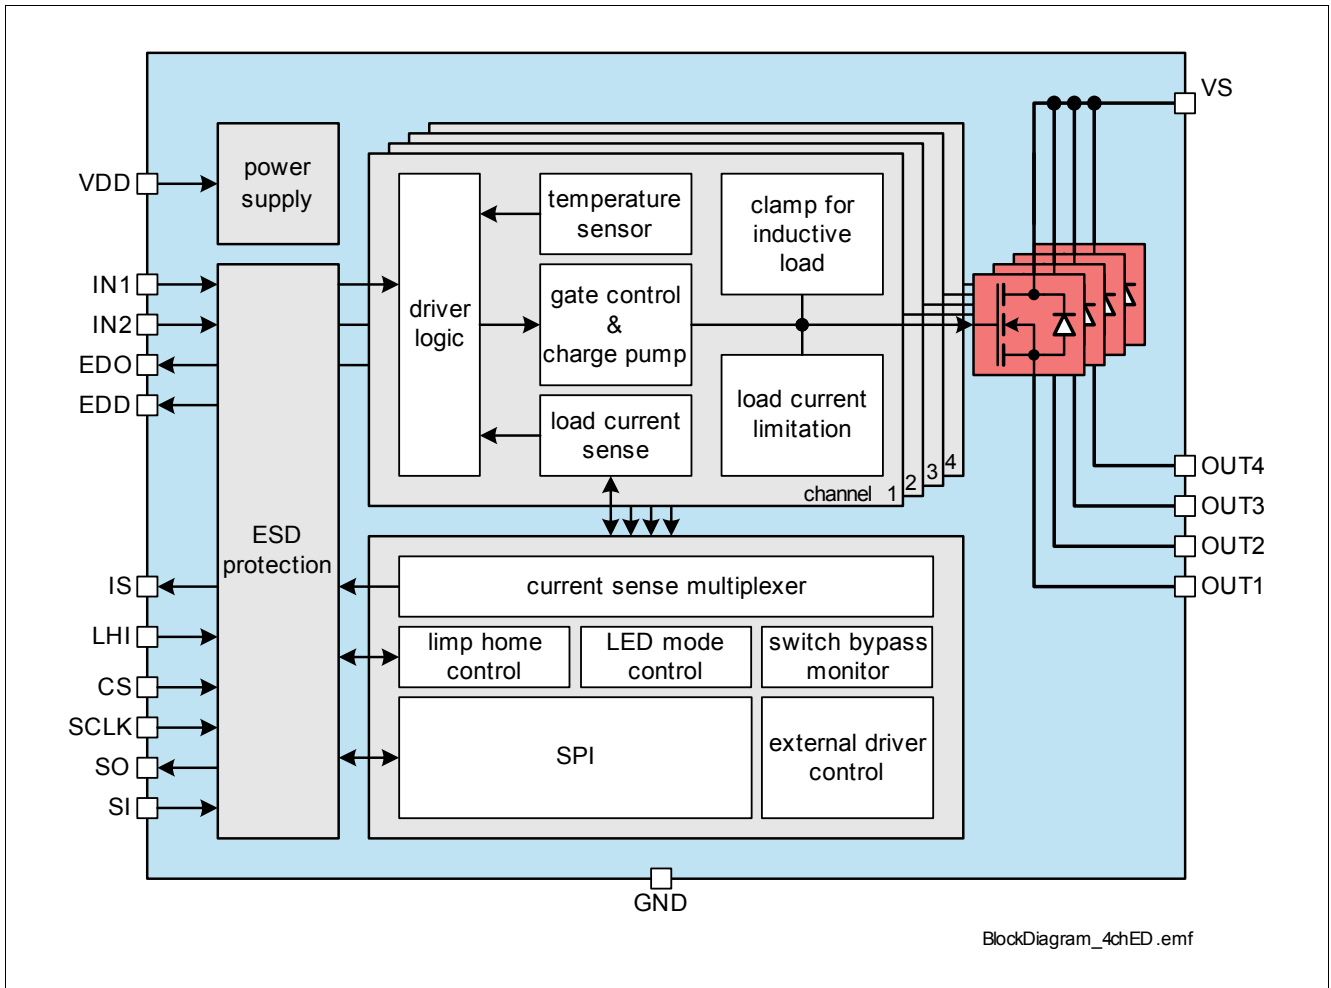 VS
power
supply
VDD
temperature
sensor
clamp for
inductive
load
IN1
IN2
EDO
EDD
driver
logic
gate control
&
charge pump
load current
sense
load current
limitation
channel 1
2
3
4
OUT4
OUT3
OUT2
OUT1
ESD
protection
IS
LHI
CS
SCLK
SO
SI
current sense multiplexer
limp home
control
LED mode
control
switch bypass
monitor
SPI
external driver
control
GND
BlockDiagram_4chED.emf